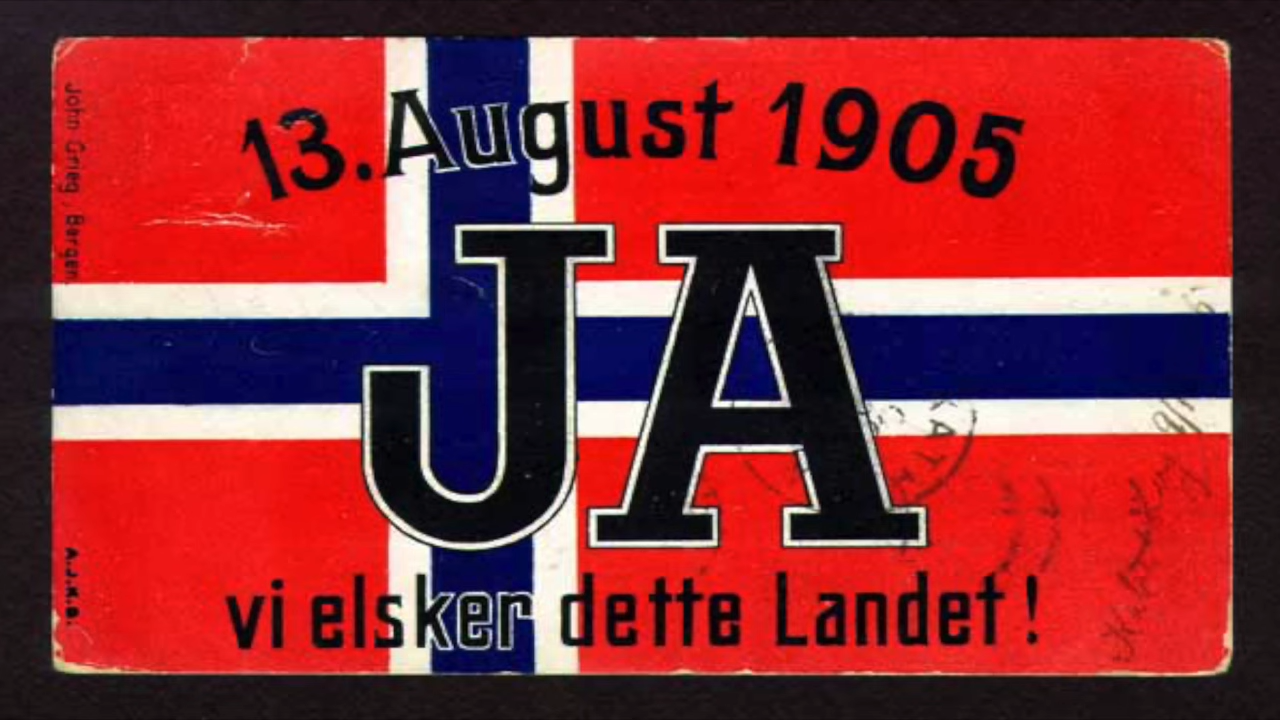 13. August 1905
JA
vi elsker dette Landet!
John Grieg, Bergen.
A.J.K.B.